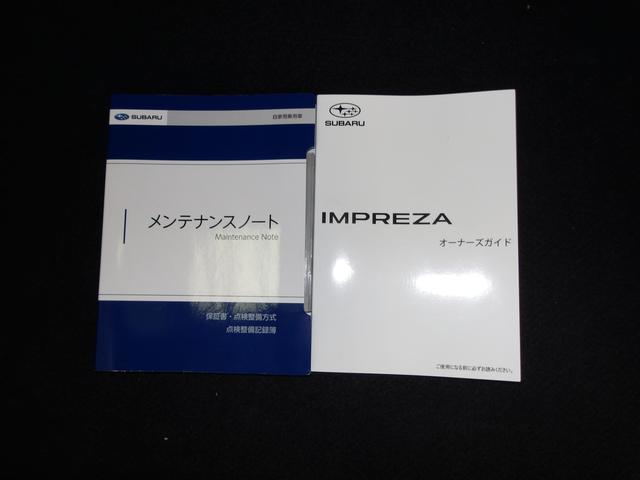 SUBARU
自家用乗用車
メンテナンスノート
Maintenance Note
保証書・点検整備方式
点検整備記録簿
SUBARU
IMPREZA
オーナーズガイド
ご使用になる前に必ずお読みください。